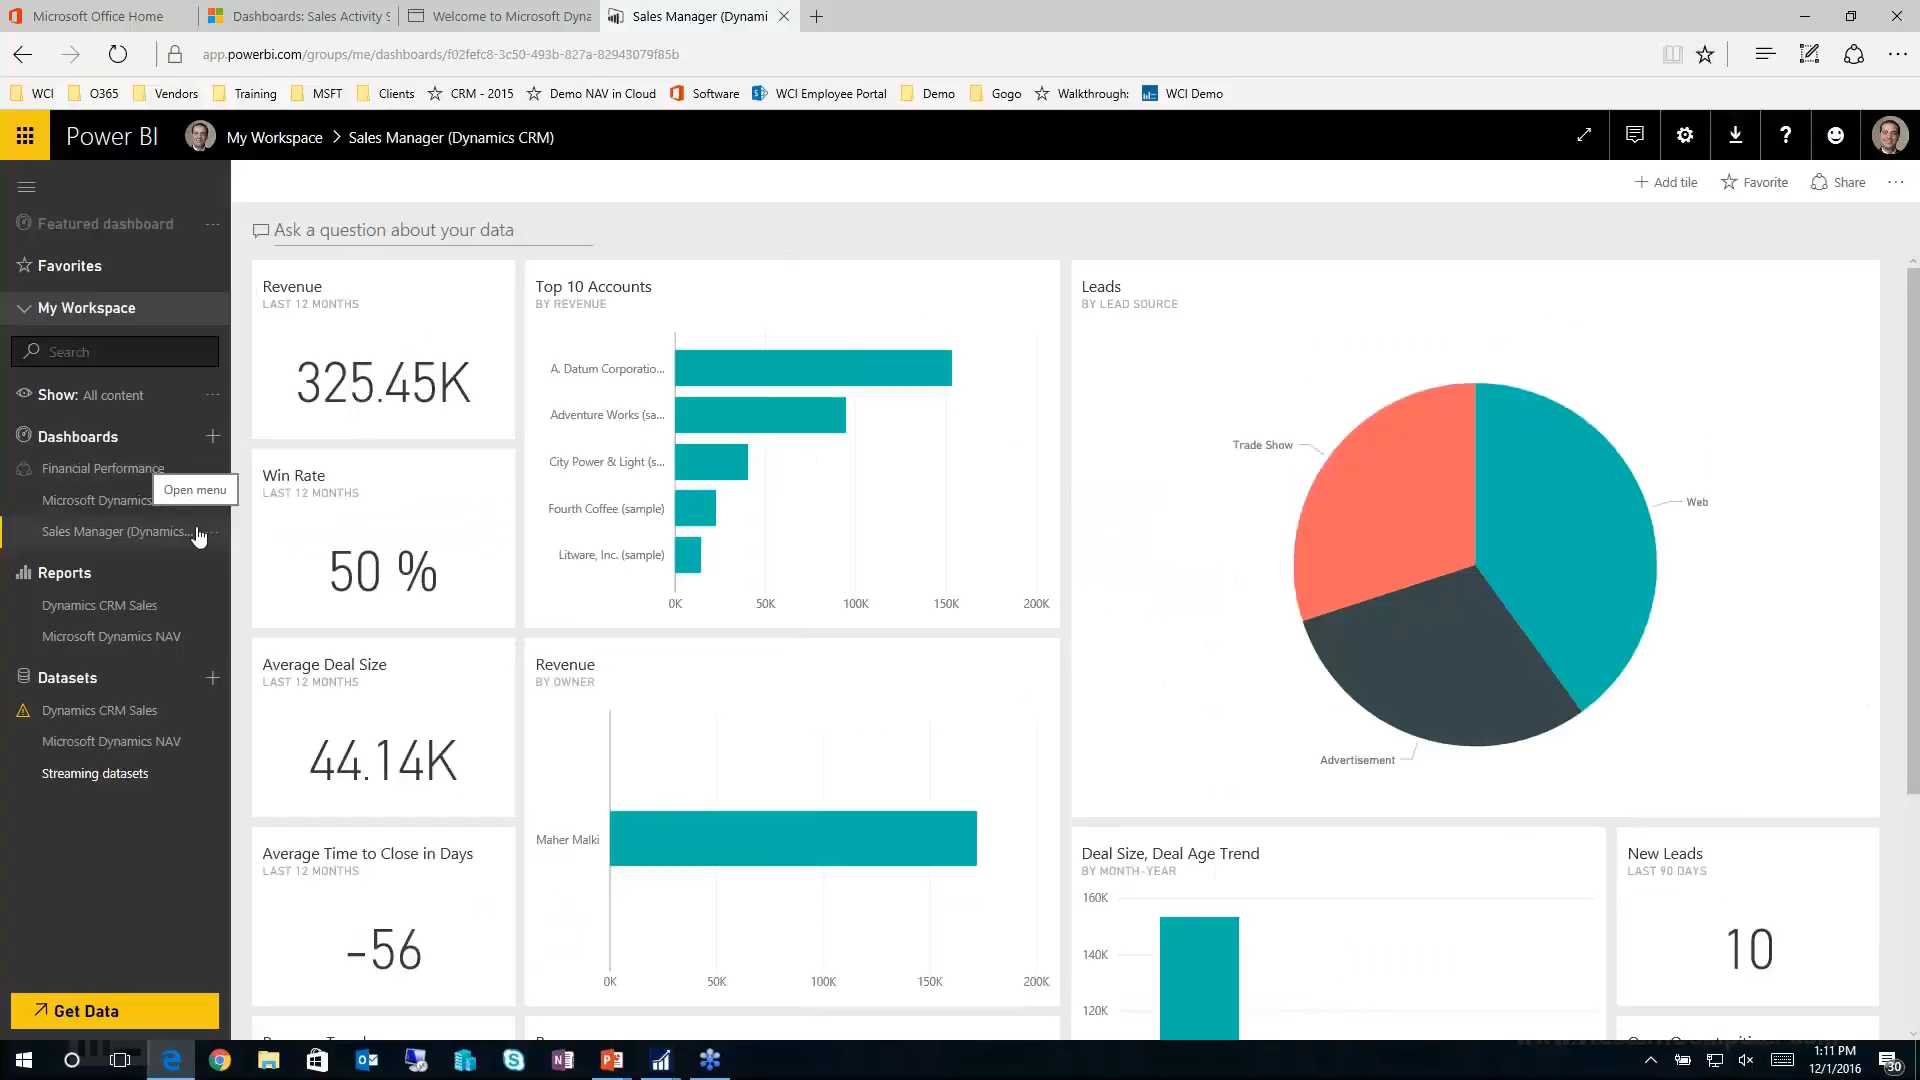 Microsoft Office Home
Dashboards: Sales Activity S
Welcome to Microsoft Dyna
Sales Manager (Dynami
app.powerbi.com/groups/me/dashboards/f02fefc8-3c50-493b-827a-82943079f85b
WCI
O365
Vendors
Training
MSFT
Clients
CRM - 2015
Demo NAV in Cloud
Software
WCI Employee Portal
Demo
Gogo
Walkthrough:
WCI Demo
Power BI
My Workspace > Sales Manager (Dynamics CRM)
Add tile
Favorite
Share
Featured dashboard
Favorites
My Workspace
Search
Show: All content
Dashboards
Financial Performance
Open menu
Microsoft Dynamics
Sales Manager (Dynamics...
Reports
Dynamics CRM Sales
Microsoft Dynamics NAV
Datasets
Dynamics CRM Sales
Microsoft Dynamics NAV
Streaming datasets
Get Data
Ask a question about your data
Revenue
LAST 12 MONTHS
325.45K
Win Rate
LAST 12 MONTHS
50 %
Average Deal Size
LAST 12 MONTHS
44.14K
Average Time to Close in Days
LAST 12 MONTHS
-56
Top 10 Accounts
BY REVENUE
A. Datum Corporatio...
Adventure Works (sa...
City Power & Light (s...
Fourth Coffee (sample)
Litware, Inc. (sample)
0K 50K 100K 150K 200K
Revenue
BY OWNER
Maher Malki
0K 50K 100K 150K 200K
Leads
BY LEAD SOURCE
Trade Show
Web
Advertisement
Deal Size, Deal Age Trend
BY MONTH-YEAR
160K
140K
120K
New Leads
LAST 90 DAYS
10
1:11 PM
12/1/2016
30